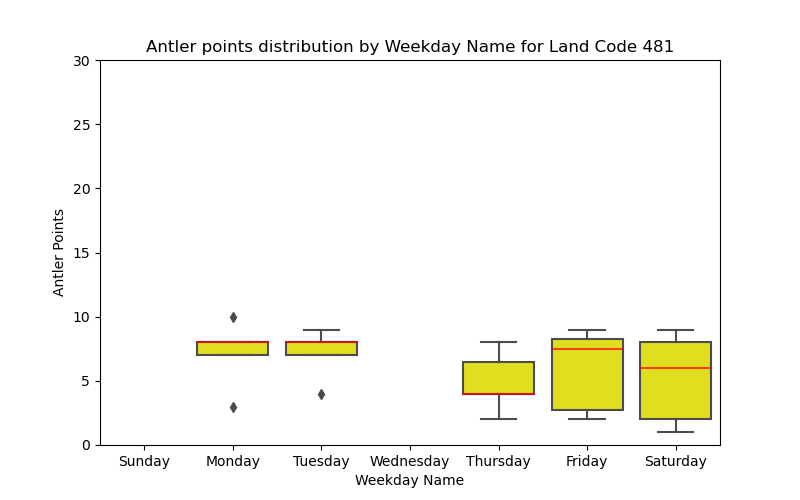 Antler points distribution by Weekday Name for Land Code 481
30
25
20
15
10
5
0
Antler Points
Sunday Monday Tuesday Wednesday Thursday Friday Saturday
Weekday Name